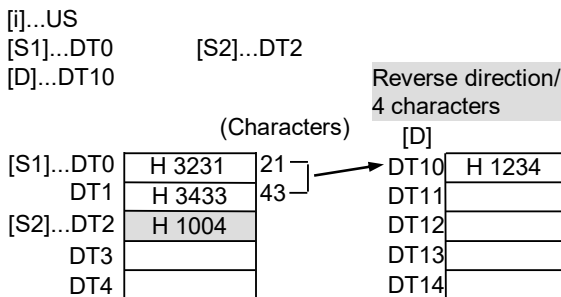 [i]...US
[S1]...DT0 [S2]...DT2
[D]...DT10
Reverse direction/
4 characters
(Characters) [D]
[S1]...DT0 H 3231 21 DT10 H 1234
DT1 H 3433 43 DT11
[S2]...DT2 H 1004 DT12
DT3 DT13
DT4 DT14